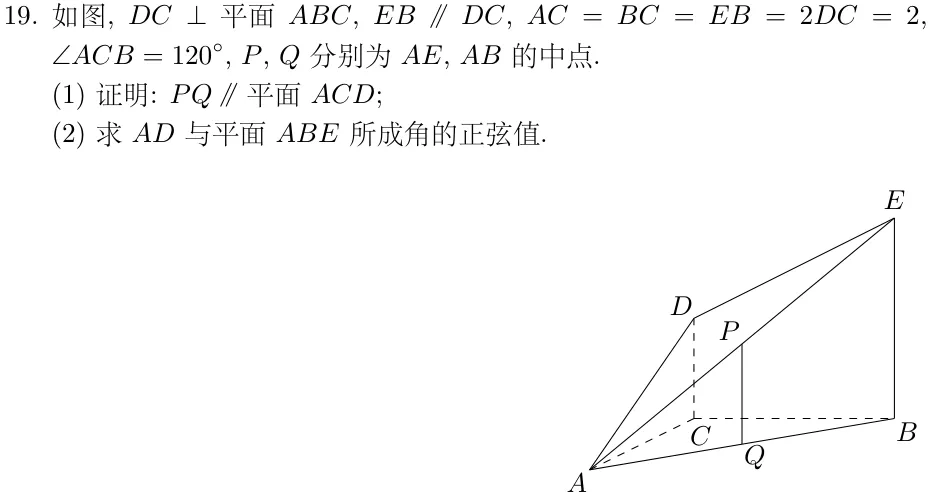 19. 如图, DC ⊥ 平面 ABC, EB ∥ DC, AC = BC = EB = 2DC = 2,
∠ACB = 120°, P, Q 分别为 AE, AB 的中点.
(1) 证明: PQ ∥ 平面 ACD;
(2) 求 AD 与平面 ABE 所成角的正弦值.
E
D
P
C
B
Q
A